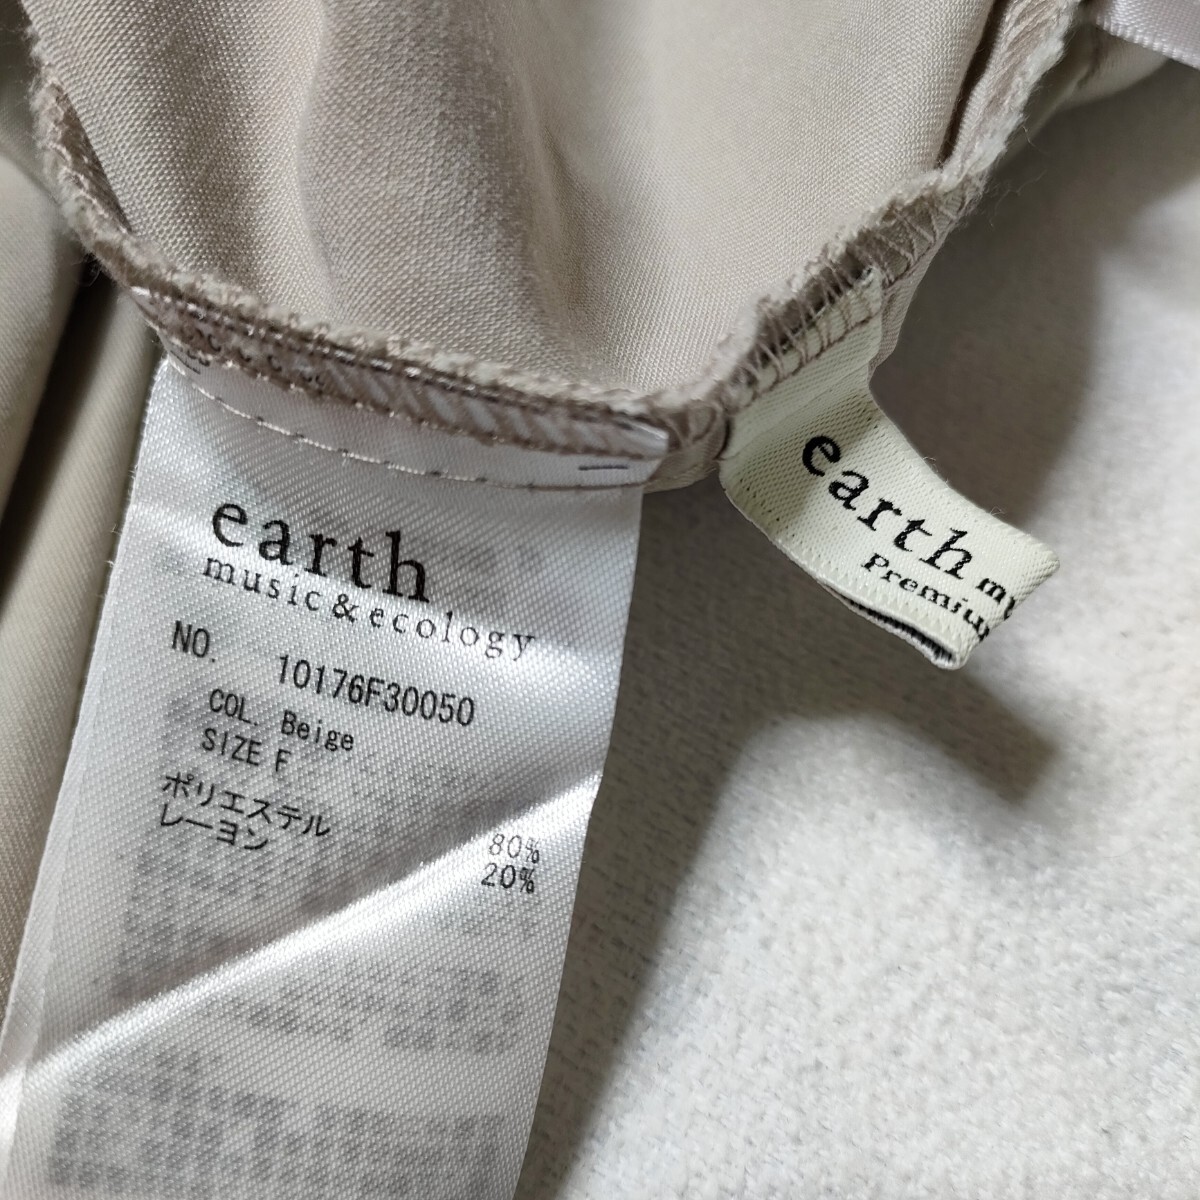 earth
music&ecology
NO. 10176F30050
COL. Beige
SIZE F
ポリエステル 80%
レーヨン 20%
earth
Premium